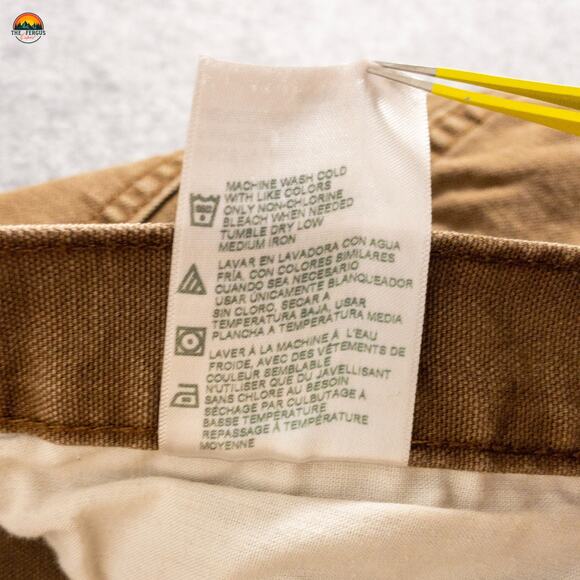 THE FERGUS
MACHINE WASH COLD
WITH LIKE COLORS
ONLY NON-CHLORINE
BLEACH WHEN NEEDED
TUMBLE DRY LOW
MEDIUM IRON
LAVAR EN LAVADORA CON AGUA
FRÍA, CON COLORES SIMILARES
CUANDO SEA NECESARIO
USAR ÚNICAMENTE BLANQUEADOR
SIN CLORO, SECAR A
TEMPERATURA BAJA, USAR
PLANCHA A TEMPERATURA MEDIA
LAVER À LA MACHINE À L'EAU
FROIDE, AVEC DES VÊTEMENTS DE
COULEUR SEMBLABLE
N'UTILISER QUE DU JAVELLISANT
SANS CHLORE AU BESOIN
SÉCHAGE PAR CULBUTAGE À
BASSE TEMPÉRATURE
REPASSAGE À TEMPÉRATURE
MOYENNE